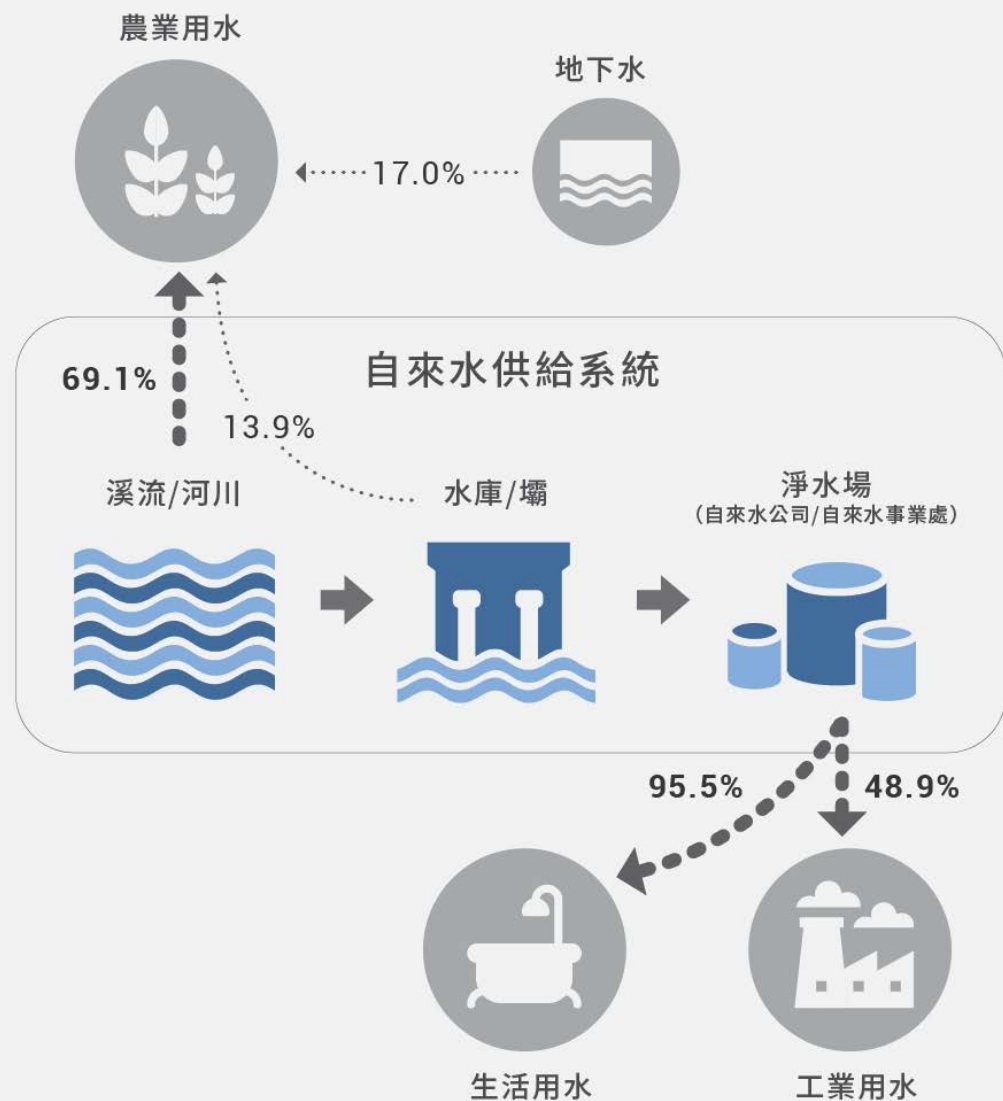 農業用水
地下水
17.0%
自來水供給系統
69.1%
13.9%
溪流/河川
水庫/壩
淨水場
(自來水公司/自來水事業處)
95.5%
48.9%
生活用水
工業用水